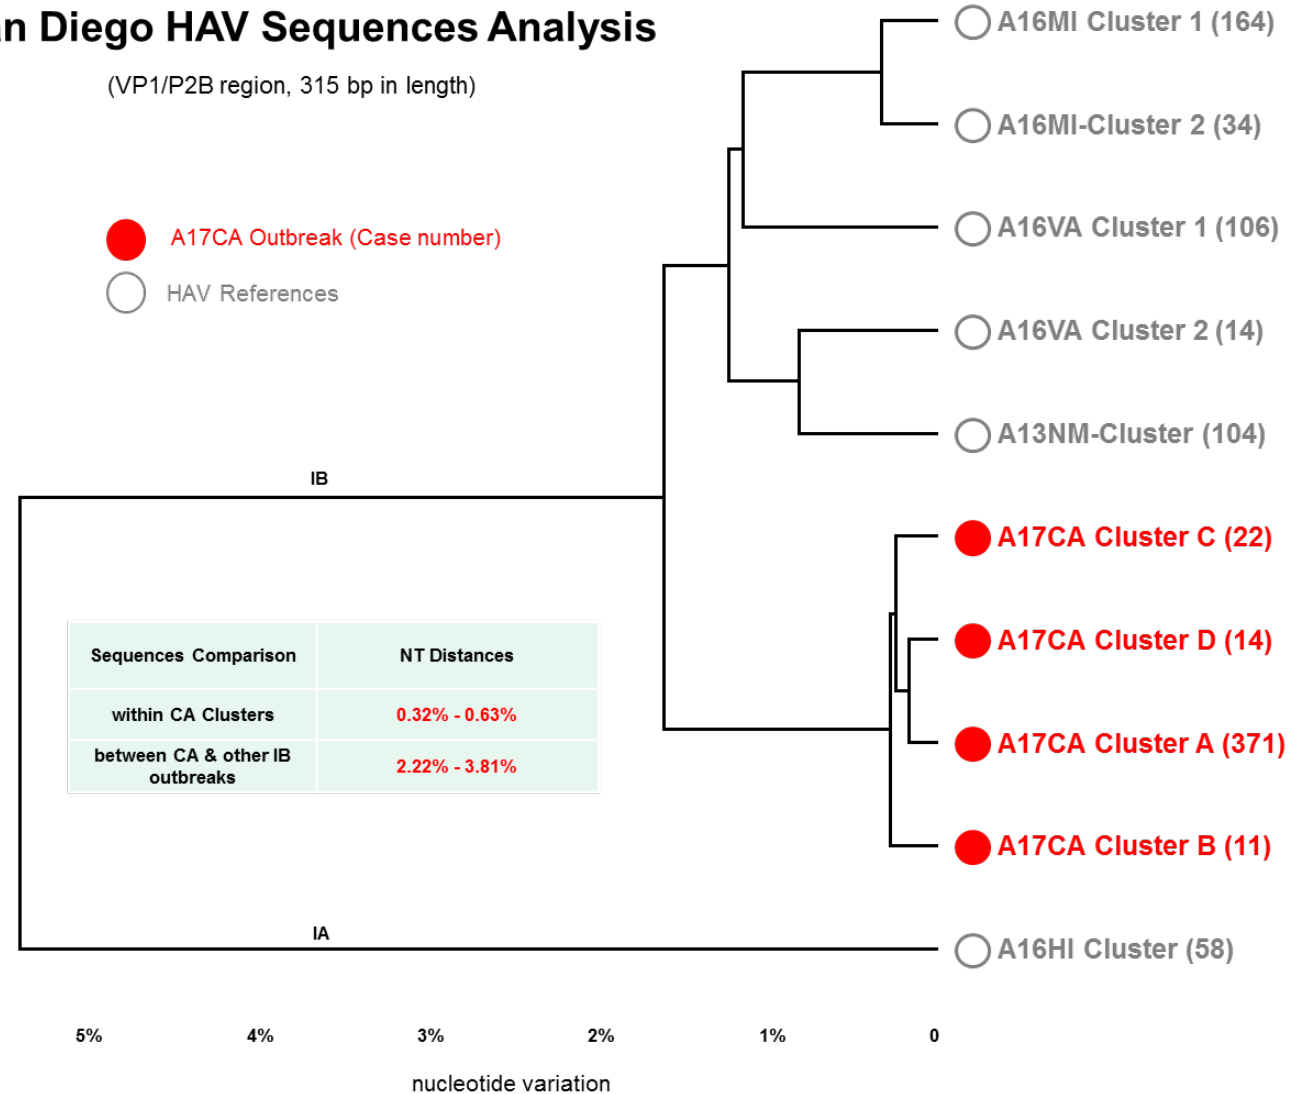 an Diego HAV Sequences Analysis
(VP1/P2B region, 315 bp in length)
A17CA Outbreak (Case number)
HAV References
A16MI Cluster 1 (164)
A16MI-Cluster 2 (34)
A16VA Cluster 1 (106)
A16VA Cluster 2 (14)
A13NM-Cluster (104)
IB
A17CA Cluster C (22)
A17CA Cluster D (14)
A17CA Cluster A (371)
A17CA Cluster B (11)
Sequences Comparison NT Distances
within CA Clusters 0.32% - 0.63%
between CA & other IB
outbreaks 2.22% - 3.81%
IA
A16HI Cluster (58)
5% 4% 3% 2% 1% 0
nucleotide variation